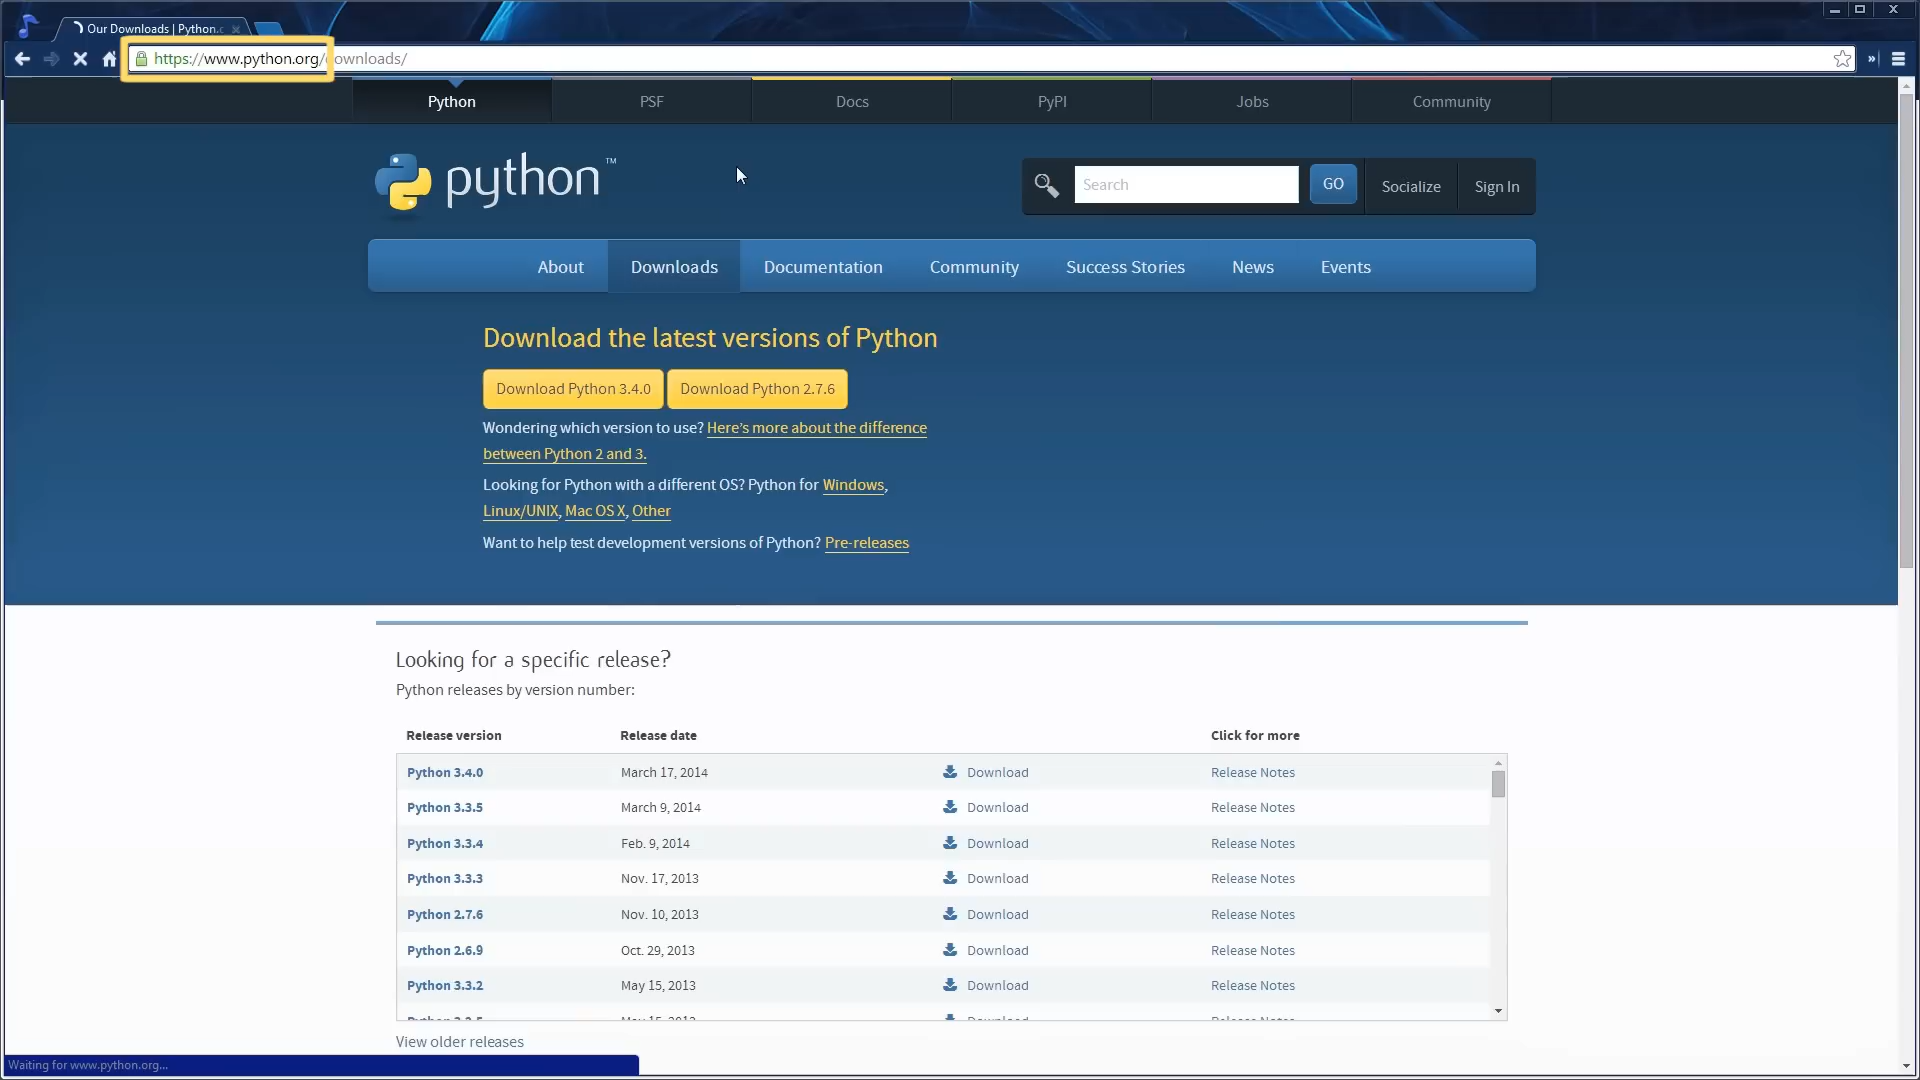 Our Downloads | Python.o
https://www.python.org/downloads/
Python
PSF
Docs
PyPI
Jobs
Community
python™
Search
GO
Socialize
Sign In
About
Downloads
Documentation
Community
Success Stories
News
Events
Download the latest versions of Python
Download Python 3.4.0
Download Python 2.7.6
Wondering which version to use? Here's more about the difference
between Python 2 and 3.
Looking for Python with a different OS? Python for Windows,
Linux/UNIX, Mac OS X, Other
Want to help test development versions of Python? Pre-releases
Looking for a specific release?
Python releases by version number:
Release version Release date Click for more
Python 3.4.0 March 17, 2014 Download Release Notes
Python 3.3.5 March 9, 2014 Download Release Notes
Python 3.3.4 Feb. 9, 2014 Download Release Notes
Python 3.3.3 Nov. 17, 2013 Download Release Notes
Python 2.7.6 Nov. 10, 2013 Download Release Notes
Python 2.6.9 Oct. 29, 2013 Download Release Notes
Python 3.3.2 May 15, 2013 Download Release Notes
View older releases
Waiting for www.python.org...